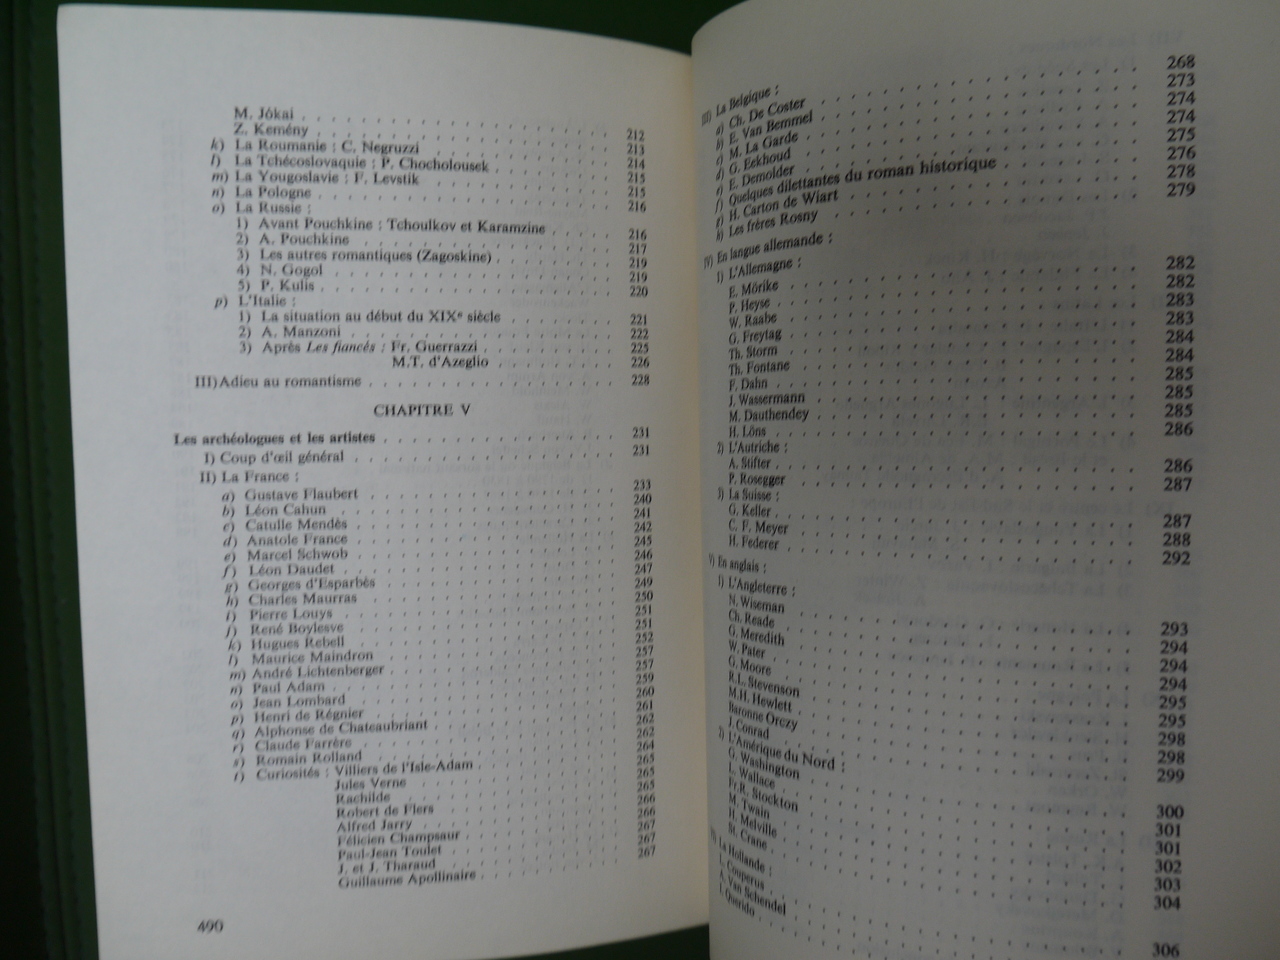 M. Jókai . . . . . . . . 212
Z. Kemény . . . . . . . . 213
k) La Roumanie : C. Negruzzi . . . . . . . . 214
l) La Tchécoslovaquie : P. Chocholousek . . . . . . . . 215
m) La Yougoslavie : F. Levstik . . . . . . . . 215
n) La Pologne . . . . . . . . 216
o) La Russie :
1) Avant Pouchkine : Tchoulkov et Karamzine . . . . . . . . 216
2) A. Pouchkine . . . . . . . . 217
3) Les autres romantiques (Zagoskine) . . . . . . . . 219
4) N. Gogol . . . . . . . . 219
5) P. Kulis . . . . . . . . 220
p) L'Italie :
1) La situation au début du XIXe siècle . . . . . . . . 221
2) A. Manzoni . . . . . . . . 222
3) Après Les fiancés : Fr. Guerrazzi . . . . . . . . 225
M.T. d'Azeglio . . . . . . . . 226
III) Adieu au romantisme . . . . . . . . 228
CHAPITRE V
Les archéologues et les artistes . . . . . . . . 231
I) Coup d'œil général . . . . . . . . 231
II) La France :
a) Gustave Flaubert . . . . . . . . 233
b) Léon Cahun . . . . . . . . 240
c) Catulle Mendès . . . . . . . . 241
d) Anatole France . . . . . . . . 242
e) Marcel Schwob . . . . . . . . 245
f) Léon Daudet . . . . . . . . 246
g) Georges d'Esparbès . . . . . . . . 247
h) Charles Maurras . . . . . . . . 249
i) Pierre Louys . . . . . . . . 250
j) René Boylesve . . . . . . . . 251
k) Hugues Rebell . . . . . . . . 251
l) Maurice Maindron . . . . . . . . 252
m) André Lichtenberger . . . . . . . . 257
n) Paul Adam . . . . . . . . 257
o) Jean Lombard . . . . . . . . 259
p) Henri de Régnier . . . . . . . . 260
q) Alphonse de Chateaubriant . . . . . . . . 261
r) Claude Farrère . . . . . . . . 262
s) Romain Rolland . . . . . . . . 262
t) Curiosités : Villiers de l'Isle-Adam . . . . . . . . 264
Jules Verne . . . . . . . . 265
Rachilde . . . . . . . . 265
Robert de Flers . . . . . . . . 265
Alfred Jarry . . . . . . . . 266
Félicien Champsaur . . . . . . . . 266
Paul-Jean Toulet . . . . . . . . 267
J. et J. Tharaud . . . . . . . . 267
Guillaume Apollinaire . . . . . . . . 267
490
III) La Belgique :
a) Ch. De Coster . . . . . . . . 268
b) E. Van Bemmel . . . . . . . . 273
c) M. La Garde . . . . . . . . 274
d) G. Eekhoud . . . . . . . . 274
e) E. Demolder . . . . . . . . 275
f) Quelques dilettantes du roman historique . . . . . . . . 276
g) H. Carton de Wiart . . . . . . . . 278
h) Les frères Rosny . . . . . . . . 279
IV) En langue allemande :
1) L'Allemagne :
E. Mörike . . . . . . . . 282
P. Heyse . . . . . . . . 282
W. Raabe . . . . . . . . 283
G. Freytag . . . . . . . . 283
Th. Storm . . . . . . . . 284
Th. Fontane . . . . . . . . 284
F. Dahn . . . . . . . . 285
J. Wassermann . . . . . . . . 285
M. Dauthendey . . . . . . . . 285
H. Löns . . . . . . . . 286
2) L'Autriche :
A. Stifter . . . . . . . . 286
P. Rosegger . . . . . . . . 287
3) La Suisse :
G. Keller . . . . . . . . 287
C. F. Meyer . . . . . . . . 288
H. Federer . . . . . . . . 292
V) En anglais :
1) L'Angleterre :
N. Wiseman . . . . . . . . 293
Ch. Reade . . . . . . . . 294
G. Meredith . . . . . . . . 294
W. Pater . . . . . . . . 294
G. Moore . . . . . . . . 295
R.L. Stevenson . . . . . . . . 295
M.H. Hewlett . . . . . . . . 298
Baronne Orczy . . . . . . . . 298
J. Conrad . . . . . . . . 299
2) L'Amérique du Nord :
G. Washington . . . . . . . . 300
L. Wallace . . . . . . . . 301
Fr.R. Stockton . . . . . . . . 301
M. Twain . . . . . . . . 302
H. Melville . . . . . . . . 303
St. Crane . . . . . . . . 304
La Hollande :
L. Couperus . . . . . . . . 306
A. Van Schendel . . . . . . . .
I. Querido . . . . . . . .